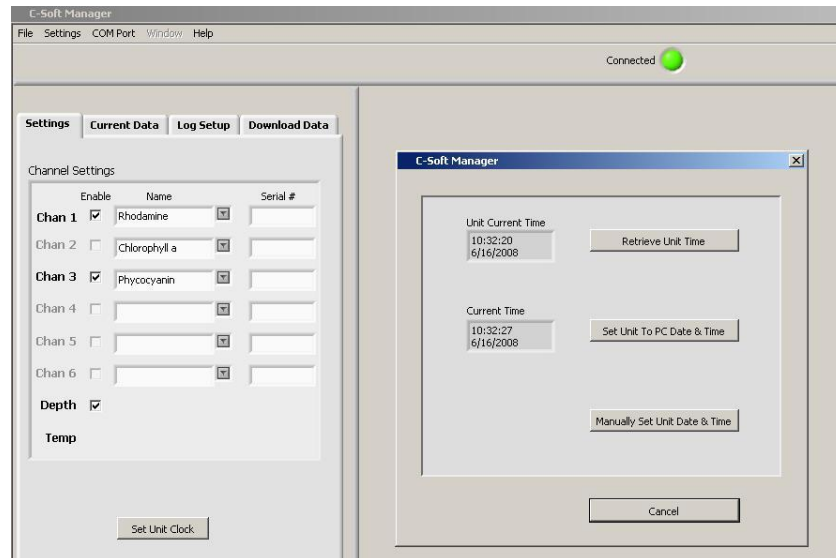 C-Soft Manager
File Settings COM Port Window Help
Connected
Settings Current Data Log Setup Download Data
Channel Settings
Enable Name Serial #
Chan 1 Rhodamine
Chan 2 Chlorophyll a
Chan 3 Phycocyanin
Chan 4
Chan 5
Chan 6
Depth
Temp
Set Unit Clock
C-Soft Manager
Unit Current Time
10:32:20
6/16/2008
Retrieve Unit Time
Current Time
10:32:27
6/16/2008
Set Unit To PC Date & Time
Manually Set Unit Date & Time
Cancel